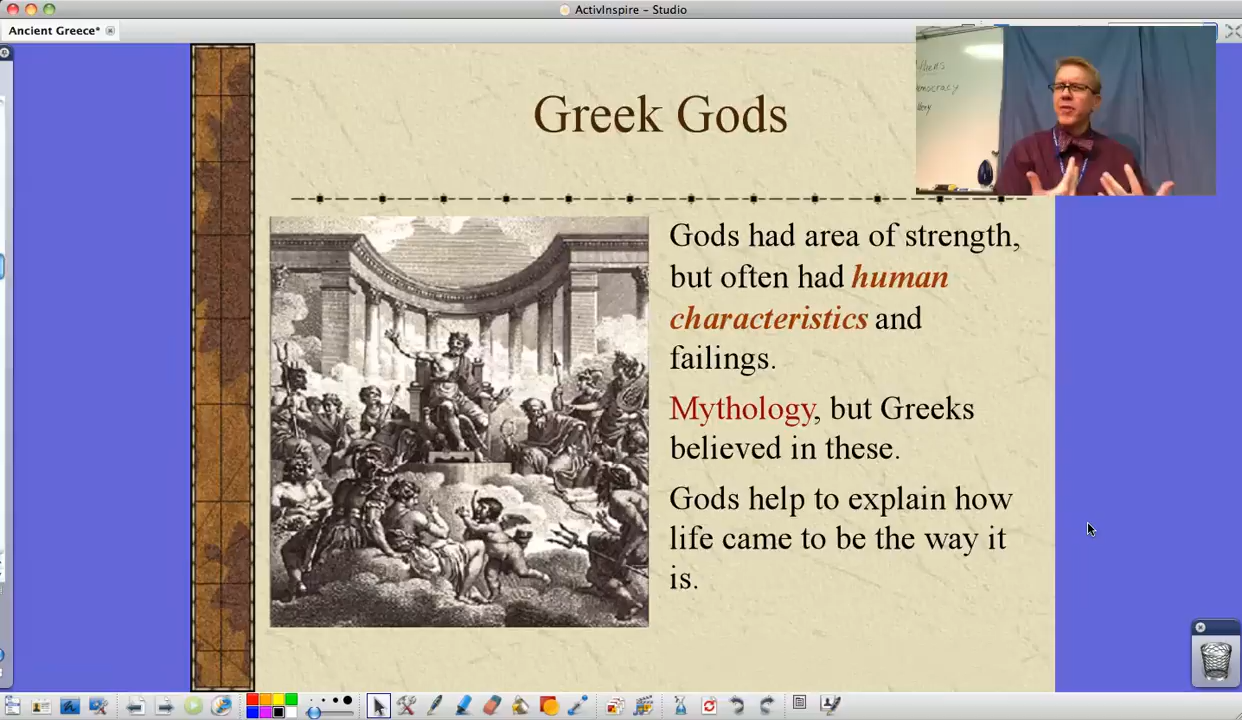 ActivInspire - Studio
Ancient Greece*
Greek Gods
Gods had area of strength,
but often had human
characteristics and
failings.
Mythology, but Greeks
believed in these.
Gods help to explain how
life came to be the way it
is.